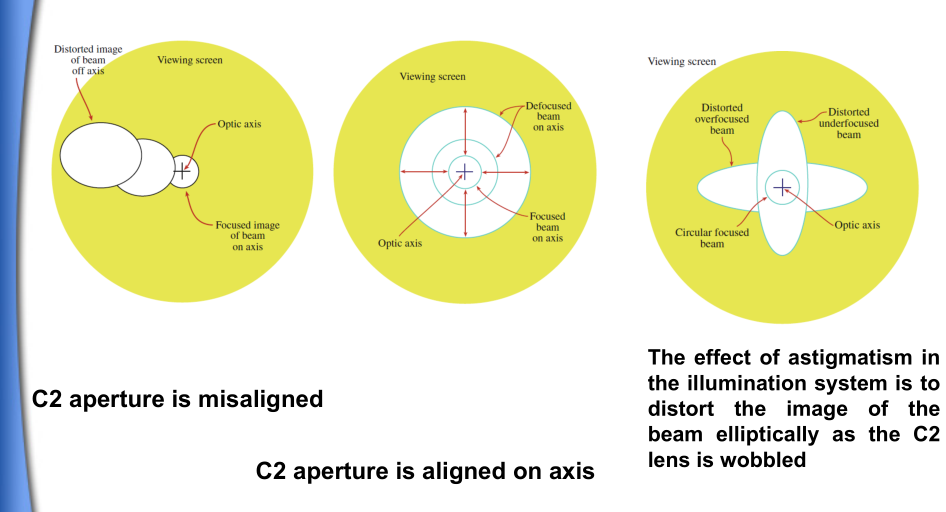 Distorted image
of beam
off axis
Viewing screen
Optic axis
Focused image
of beam
on axis
C2 aperture is misaligned
Viewing screen
Defocused
beam
on axis
Focused
beam
on axis
Optic axis
C2 aperture is aligned on axis
Viewing screen
Distorted
overfocused
beam
Distorted
underfocused
beam
Circular focused
beam
Optic axis
The effect of astigmatism in
the illumination system is to
distort the image of the
beam elliptically as the C2
lens is wobbled